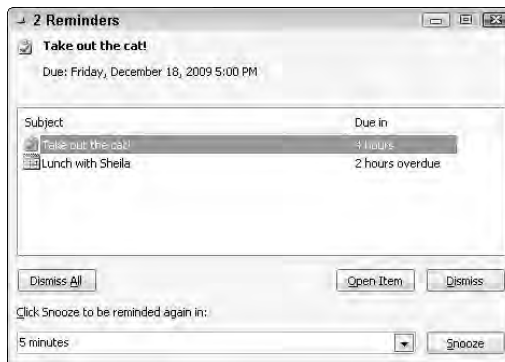 2 Reminders
Take out the cat!
Due: Friday, December 18, 2009 5:00 PM
Subject Due in
Take out the cat! 4 hours
Lunch with Sheila 2 hours overdue
Dismiss All Open Item Dismiss
Click Snooze to be reminded again in:
5 minutes Snooze